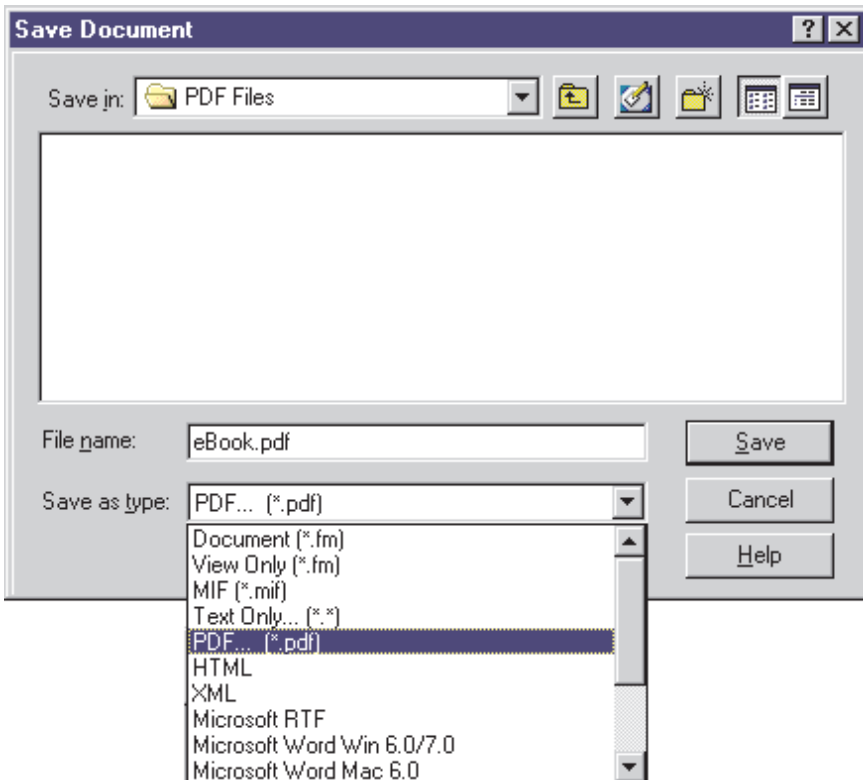 Save Document
Save in: PDF Files
File name: eBook.pdf Save
Save as type: PDF... (*.pdf) Cancel
Document (*.fm)
View Only (*.fm) Help
MIF (*.mif)
Text Only... (*.*)
PDF... (*.pdf)
HTML
XML
Microsoft RTF
Microsoft Word Win 6.0/7.0
Microsoft Word Mac 6.0